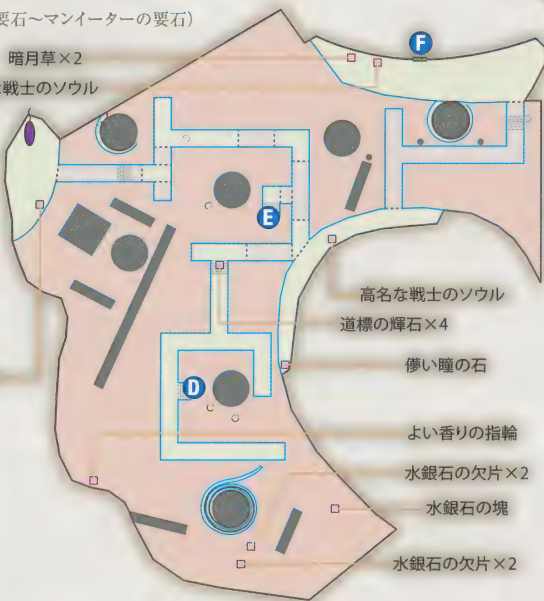 要石～マンイーターの要石）
F
暗月草×2
戦士のソウル
E
高名な戦士のソウル
道標の輝石×4
儚い瞳の石
D
よい香りの指輪
水銀石の欠片×2
水銀石の塊
水銀石の欠片×2